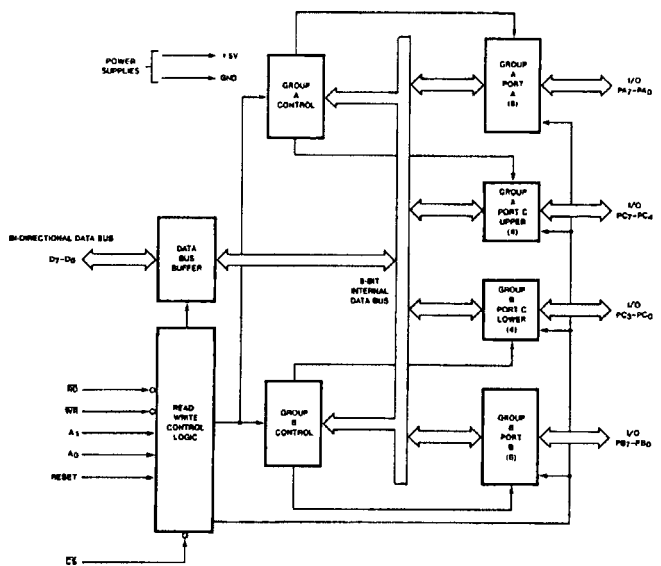 POWER
SUPPLIES
+5V
GND
GROUP
A
CONTROL
GROUP
A
PORT
A
(8)
I/O
PA7-PA0
GROUP
A
PORT C
UPPER
(4)
I/O
PC7-PC4
BI-DIRECTIONAL DATA BUS
D7-D0
DATA
BUS
BUFFER
8-BIT
INTERNAL
DATA BUS
GROUP
B
PORT C
LOWER
(4)
I/O
PC3-PC0
RD
WR
A1
A0
RESET
READ
WRITE
CONTROL
LOGIC
GROUP
B
CONTROL
GROUP
B
PORT
B
(8)
I/O
PB7-PB0
CS